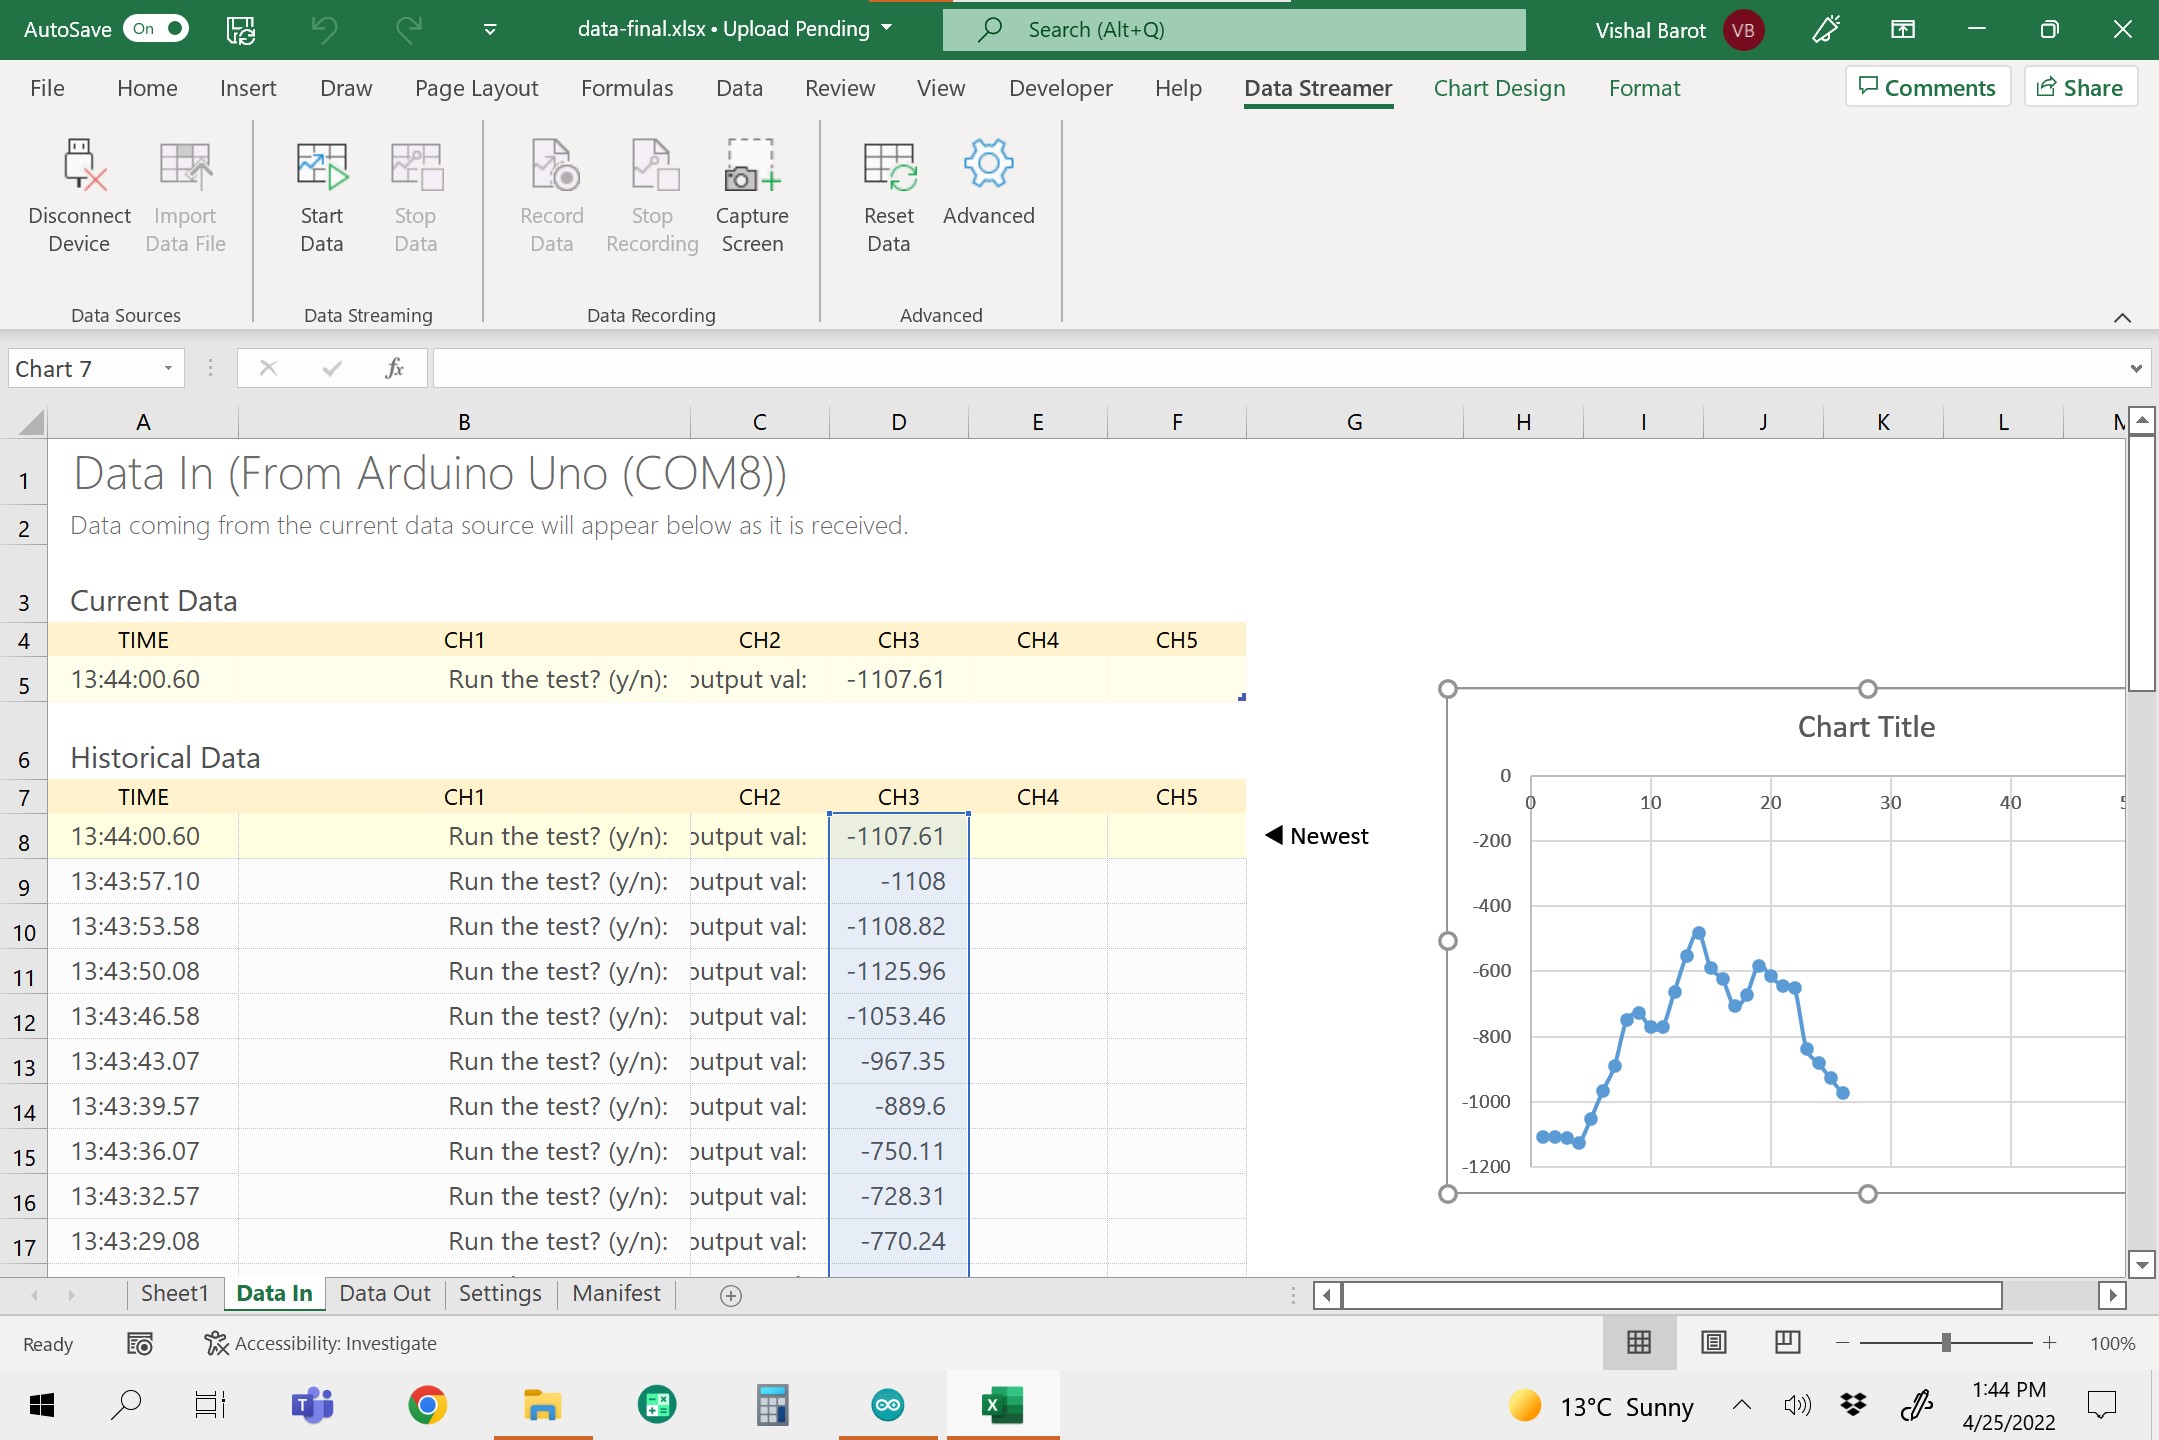 AutoSave On data-final.xlsx • Upload Pending Search (Alt+Q) Vishal Barot VB
File Home Insert Draw Page Layout Formulas Data Review View Developer Help Data Streamer Chart Design Format Comments Share
Disconnect Device
Import Data File
Start Data
Stop Data
Record Data
Stop Recording
Capture Screen
Reset Data
Advanced
Data Sources Data Streaming Data Recording Advanced
Chart 7 fx
A B C D E F G H I J K L
1 Data In (From Arduino Uno (COM8))
2 Data coming from the current data source will appear below as it is received.
3 Current Data
4 TIME CH1 CH2 CH3 CH4 CH5
5 13:44:00.60 Run the test? (y/n): output val: -1107.61
6 Historical Data
7 TIME CH1 CH2 CH3 CH4 CH5
8 13:44:00.60 Run the test? (y/n): output val: -1107.61 ◀ Newest
9 13:43:57.10 Run the test? (y/n): output val: -1108
10 13:43:53.58 Run the test? (y/n): output val: -1108.82
11 13:43:50.08 Run the test? (y/n): output val: -1125.96
12 13:43:46.58 Run the test? (y/n): output val: -1053.46
13 13:43:43.07 Run the test? (y/n): output val: -967.35
14 13:43:39.57 Run the test? (y/n): output val: -889.6
15 13:43:36.07 Run the test? (y/n): output val: -750.11
16 13:43:32.57 Run the test? (y/n): output val: -728.31
17 13:43:29.08 Run the test? (y/n): output val: -770.24
Chart Title
0
0 10 20 30 40
-200
-400
-600
-800
-1000
-1200
Sheet1 Data In Data Out Settings Manifest
Ready Accessibility: Investigate 100%
13°C Sunny 1:44 PM
4/25/2022